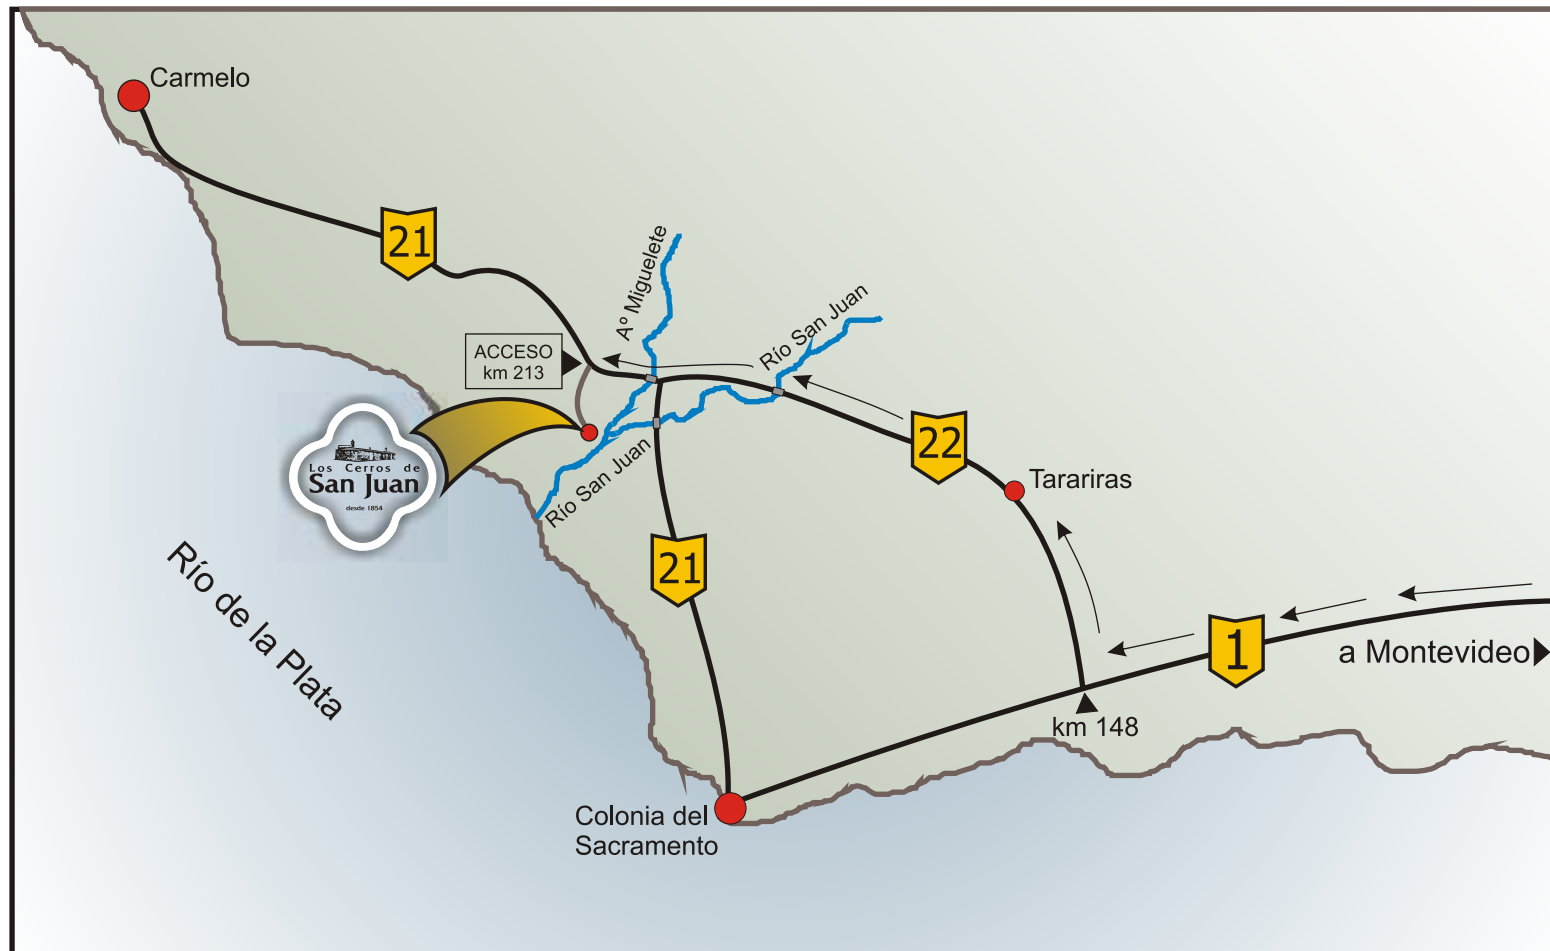 Carmelo
21
Aº Miguelete
Río San Juan
ACCESO
km 213
22
Los Cerros de
San Juan
desde 1854
Tarariras
Río San Juan
21
Río de la Plata
1
a Montevideo
km 148
Colonia del
Sacramento